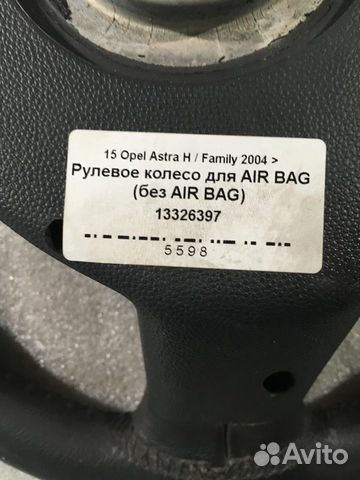 15 Opel Astra H / Family 2004 >
Рулевое колесо для AIR BAG
(без AIR BAG)
13326397
5598
Avito